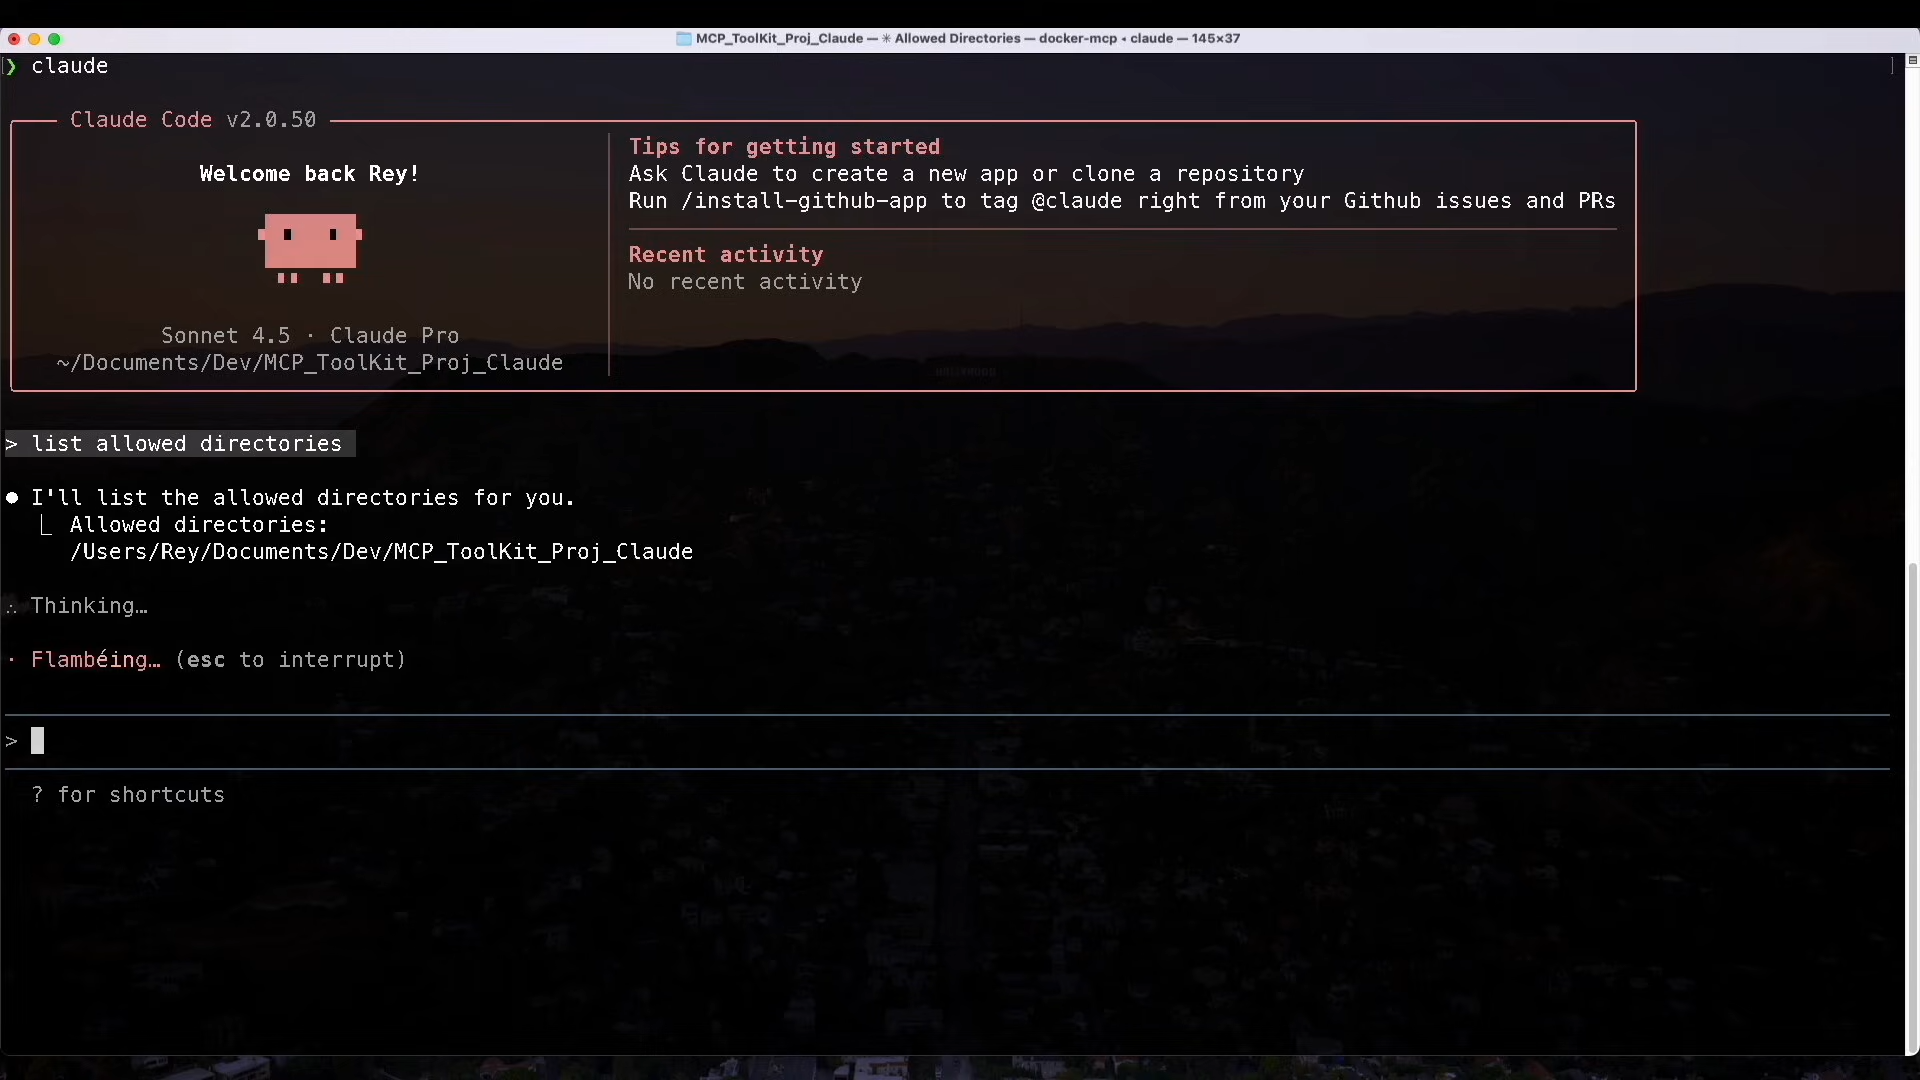 MCP_ToolKit_Proj_Claude — ✳ Allowed Directories — docker-mcp ◂ claude — 145×37
❯ claude
Claude Code v2.0.50
Welcome back Rey!
Sonnet 4.5 · Claude Pro
~/Documents/Dev/MCP_ToolKit_Proj_Claude
Tips for getting started
Ask Claude to create a new app or clone a repository
Run /install-github-app to tag @claude right from your Github issues and PRs
Recent activity
No recent activity
> list allowed directories
● I'll list the allowed directories for you.
⎿ Allowed directories:
/Users/Rey/Documents/Dev/MCP_ToolKit_Proj_Claude
∴ Thinking…
· Flambéing… (esc to interrupt)
>
? for shortcuts